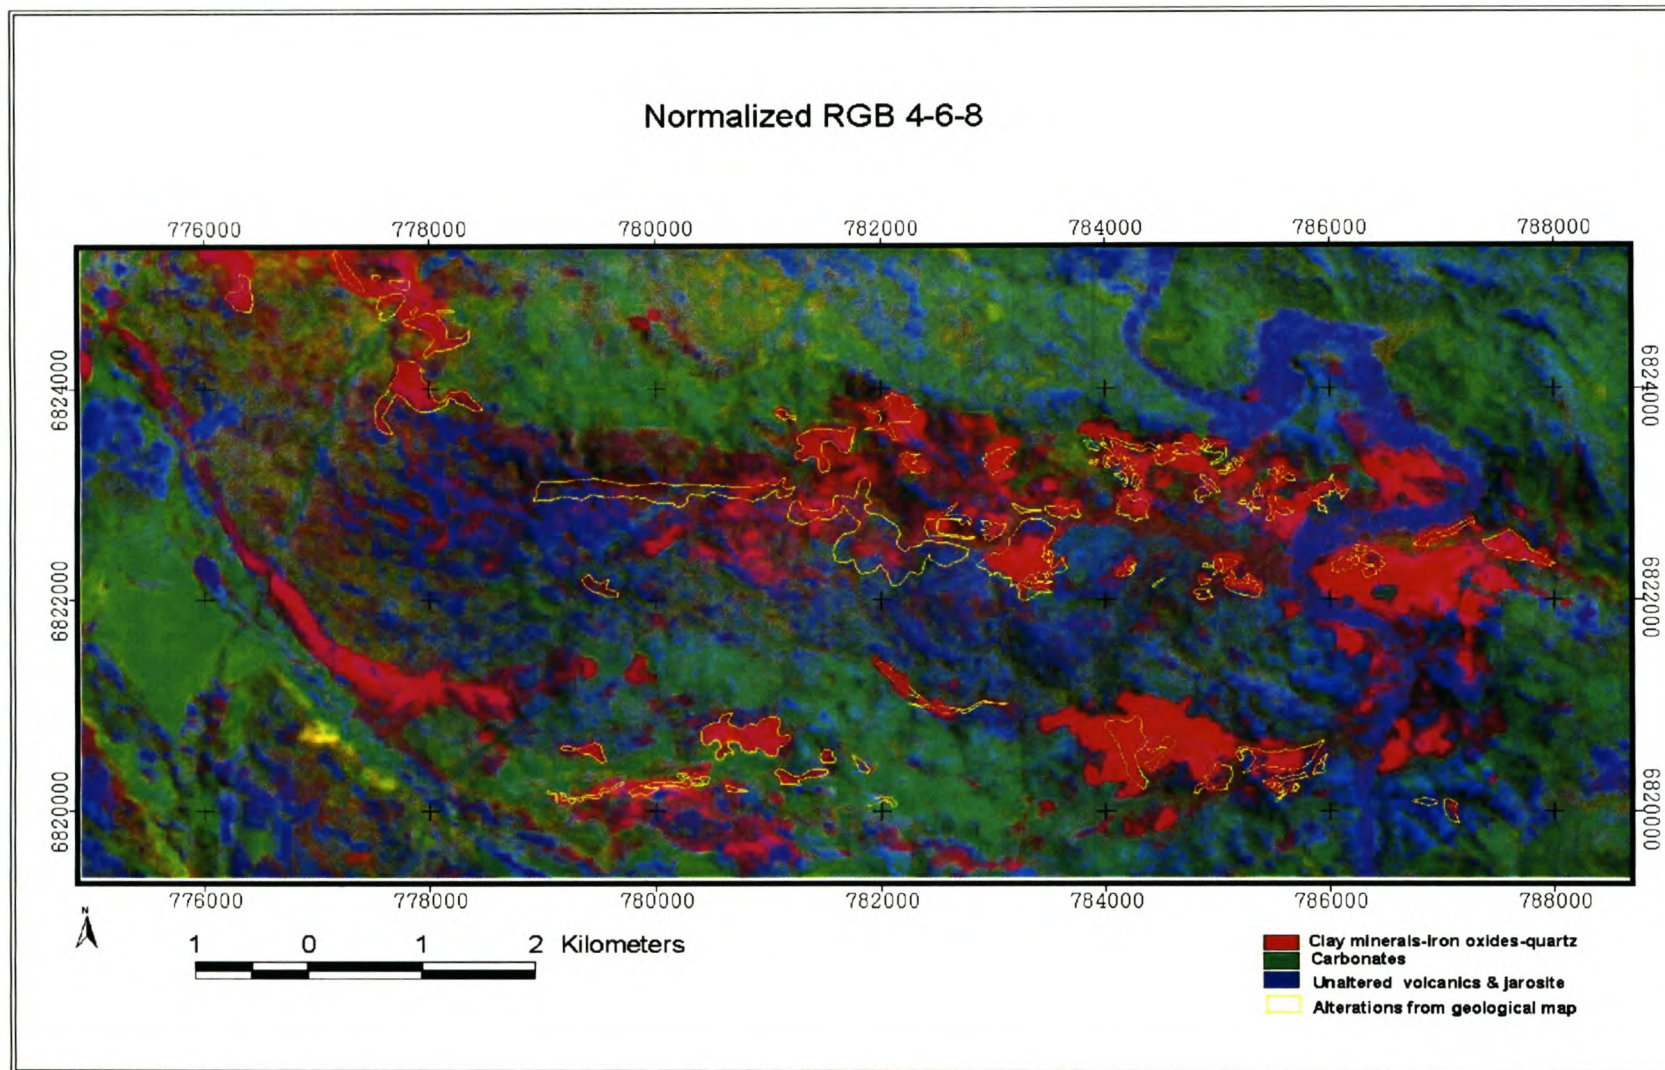 Normalized RGB 4-6-8
776000 778000 780000 782000 784000 786000 788000
6824000 6824000
6822000 6822000
6820000 6820000
776000 778000 780000 782000 784000 786000 788000
N
1 0 1 2 Kilometers
Clay minerals-iron oxides-quartz
Carbonates
Unaltered volcanics & jarosite
Alterations from geological map